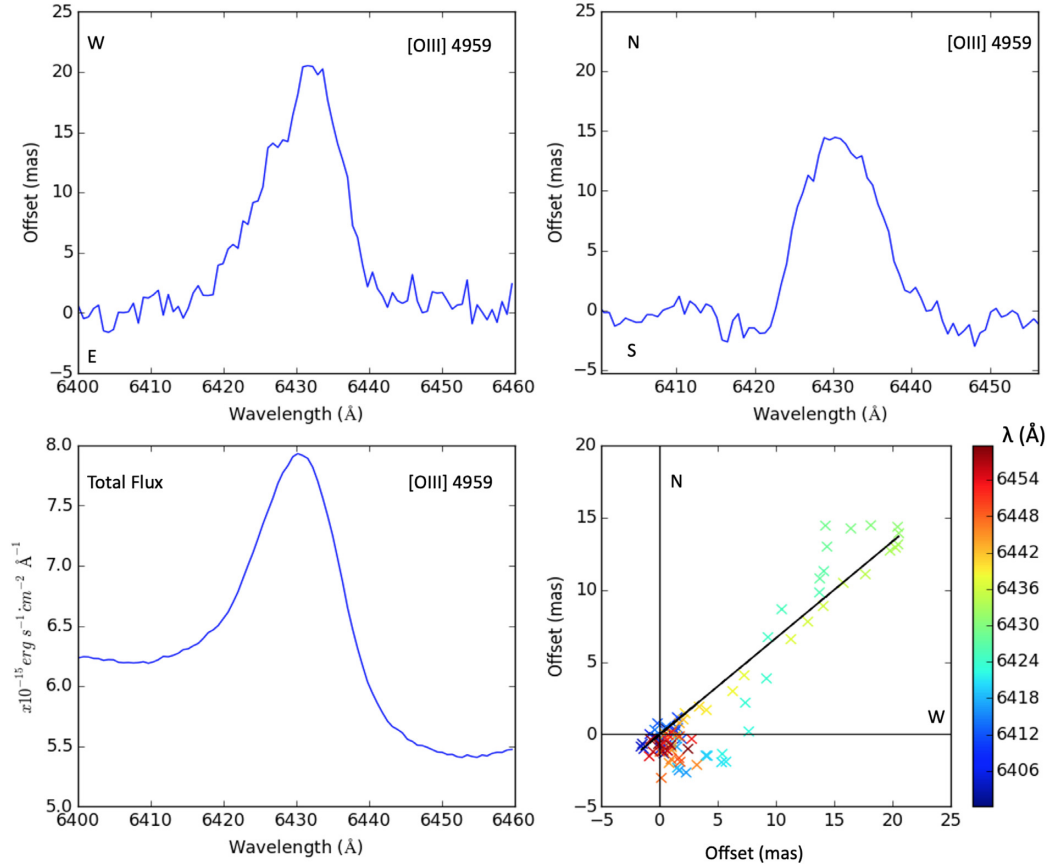 W [OIII] 4959
20
15
10
5
0
−5
Offset (mas)
E
6400 6410 6420 6430 6440 6450 6460
Wavelength (Å)
N [OIII] 4959
20
15
10
5
0
−5
Offset (mas)
S
6410 6420 6430 6440 6450
Wavelength (Å)
Total Flux [OIII] 4959
8.0
7.5
7.0
6.5
6.0
5.5
5.0
x10⁻¹⁵ erg s⁻¹ cm⁻² Å⁻¹
6400 6410 6420 6430 6440 6450 6460
Wavelength (Å)
N
W
20
15
10
5
0
−5
Offset (mas)
−5 0 5 10 15 20 25
Offset (mas)
λ (Å)
6454
6448
6442
6436
6430
6424
6418
6412
6406